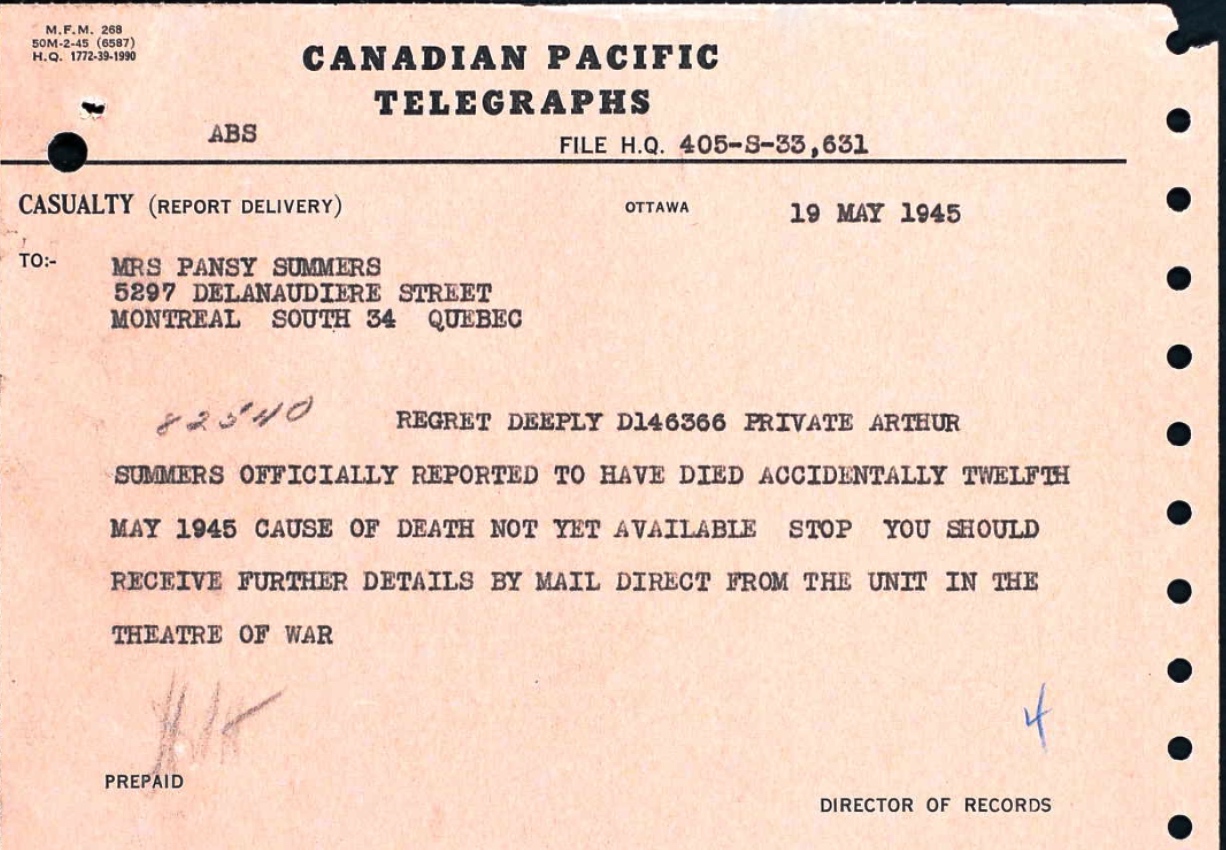 M.F.M. 268
50M-2-45 (6587)
H.Q. 1772-39-1990
CANADIAN PACIFIC
TELEGRAPHS
ABS
FILE H.Q. 405-S-33,631
CASUALTY (REPORT DELIVERY) OTTAWA 19 MAY 1945
TO:- MRS PANSY SUMMERS
5297 DELANAUDIERE STREET
MONTREAL SOUTH 34 QUEBEC
82540 REGRET DEEPLY D146366 PRIVATE ARTHUR
SUMMERS OFFICIALLY REPORTED TO HAVE DIED ACCIDENTALLY TWELFTH
MAY 1945 CAUSE OF DEATH NOT YET AVAILABLE STOP YOU SHOULD
RECEIVE FURTHER DETAILS BY MAIL DIRECT FROM THE UNIT IN THE
THEATRE OF WAR
4
PREPAID
DIRECTOR OF RECORDS